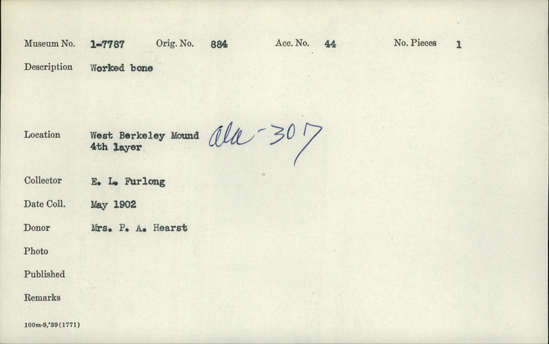 Museum No. 1-7787 Orig. No. 884 Acc. No. 44 No. Pieces 1
Description Worked bone
Location West Berkeley Mound Ala-307
4th layer
Collector E. L. Furlong
Date Coll. May 1902
Donor Mrs. P. A. Hearst
Photo
Published
Remarks
100m-9,'39(1771)